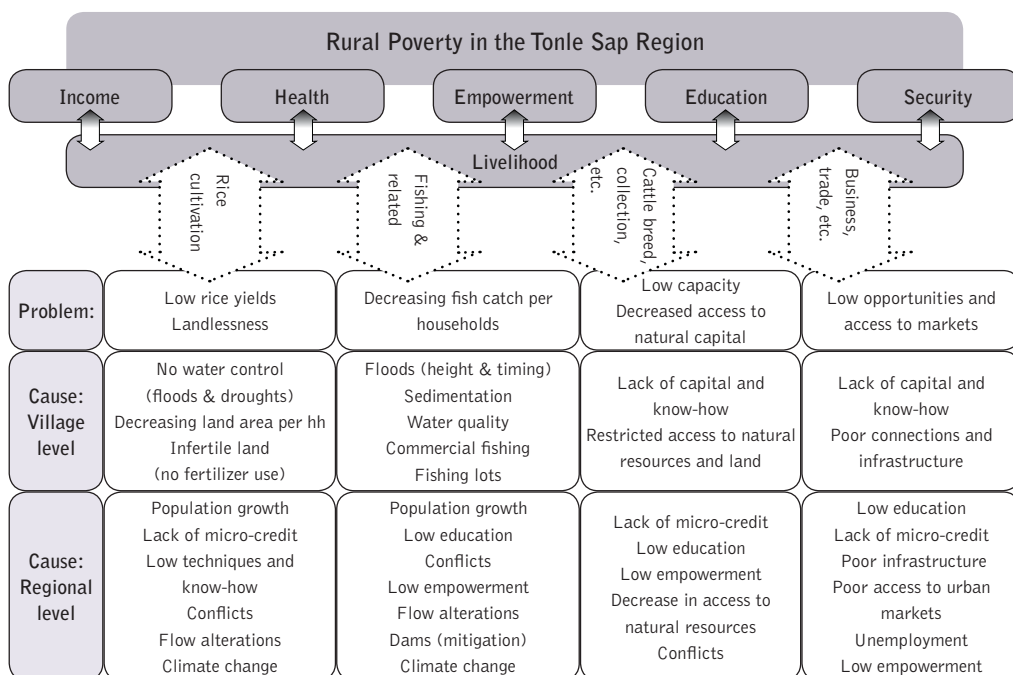 Rural Poverty in the Tonle Sap Region
Income
Health
Empowerment
Education
Security
Livelihood
Rice
cultivation
Fishing &
related
Cattle breed,
collection,
etc.
Business,
trade, etc.
Problem:
Low rice yields
Landlessness
Decreasing fish catch per
households
Low capacity
Decreased access to
natural capital
Low opportunities and
access to markets
Cause:
Village
level
No water control
(floods & droughts)
Decreasing land area per hh
Infertile land
(no fertilizer use)
Floods (height & timing)
Sedimentation
Water quality
Commercial fishing
Fishing lots
Lack of capital and
know-how
Restricted access to natural
resources and land
Lack of capital and
know-how
Poor connections and
infrastructure
Cause:
Regional
level
Population growth
Lack of micro-credit
Low techniques and
know-how
Conflicts
Flow alterations
Climate change
Population growth
Low education
Conflicts
Low empowerment
Flow alterations
Dams (mitigation)
Climate change
Lack of micro-credit
Low education
Low empowerment
Decrease in access to
natural resources
Conflicts
Low education
Lack of micro-credit
Poor infrastructure
Poor access to urban
markets
Unemployment
Low empowerment